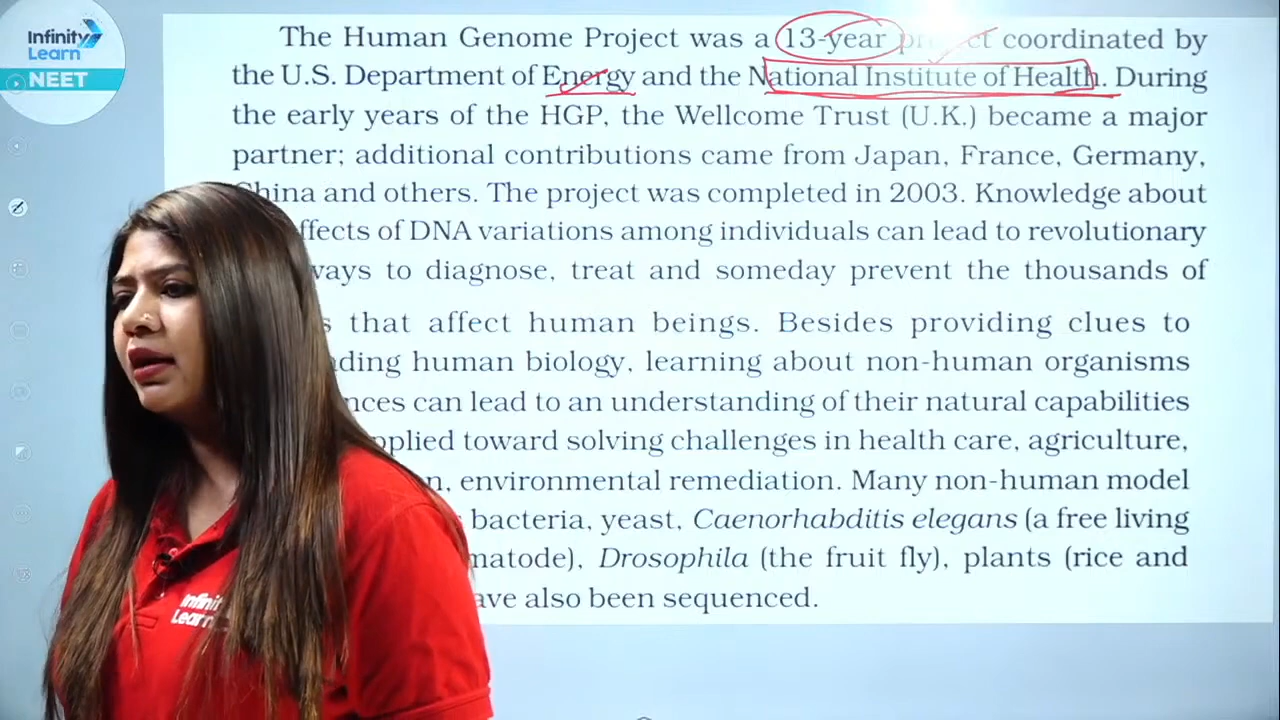 Infinity
Learn
NEET
The Human Genome Project was a 13-year project coordinated by
the U.S. Department of Energy and the National Institute of Health. During
the early years of the HGP, the Wellcome Trust (U.K.) became a major
partner; additional contributions came from Japan, France, Germany,
China and others. The project was completed in 2003. Knowledge about
ffects of DNA variations among individuals can lead to revolutionary
ways to diagnose, treat and someday prevent the thousands of
s that affect human beings. Besides providing clues to
ding human biology, learning about non-human organisms
nces can lead to an understanding of their natural capabilities
pplied toward solving challenges in health care, agriculture,
n, environmental remediation. Many non-human model
bacteria, yeast, Caenorhabditis elegans (a free living
matode), Drosophila (the fruit fly), plants (rice and
ave also been sequenced.
Infinity
Learn